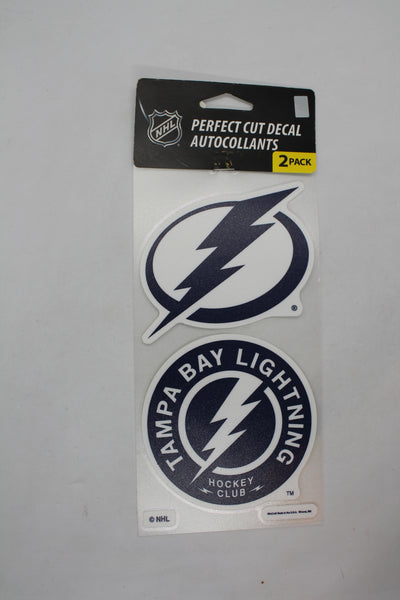 NHL
PERFECT CUT DECAL
AUTOCOLLANTS
2 PACK
®
TAMPA BAY LIGHTNING
HOCKEY
CLUB
TM
© NHL